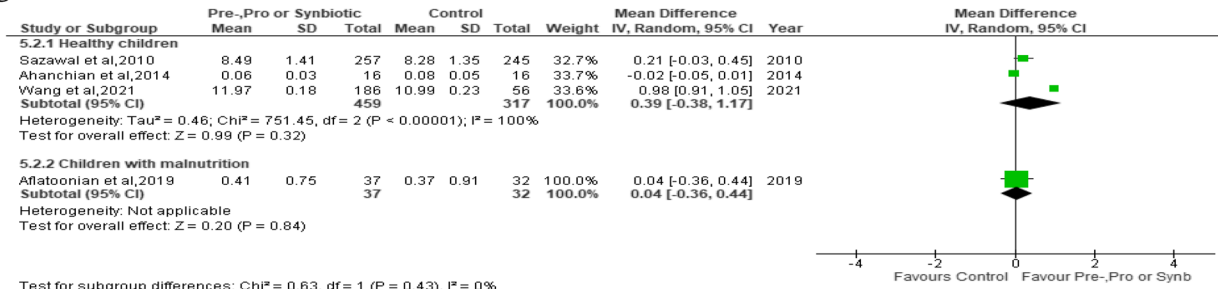 Pre-,Pro or Synbiotic Control Mean Difference Mean Difference
Study or Subgroup Mean SD Total Mean SD Total Weight IV, Random, 95% CI Year IV, Random, 95% CI
5.2.1 Healthy children
Sazawal et al,2010 8.49 1.41 257 8.28 1.35 245 32.7% 0.21 [-0.03, 0.45] 2010
Ahanchian et al,2014 0.06 0.03 16 0.08 0.05 16 33.7% -0.02 [-0.05, 0.01] 2014
Wang et al,2021 11.97 0.18 186 10.99 0.23 56 33.6% 0.98 [0.91, 1.05] 2021
Subtotal (95% CI) 459 317 100.0% 0.39 [-0.38, 1.17]
Heterogeneity: Tau² = 0.46; Chi² = 751.45, df = 2 (P < 0.00001); I² = 100%
Test for overall effect: Z = 0.99 (P = 0.32)
5.2.2 Children with malnutrition
Aflatoonian et al,2019 0.41 0.75 37 0.37 0.91 32 100.0% 0.04 [-0.36, 0.44] 2019
Subtotal (95% CI) 37 32 100.0% 0.04 [-0.36, 0.44]
Heterogeneity: Not applicable
Test for overall effect: Z = 0.20 (P = 0.84)
-4 -2 0 2 4
Favours Control Favour Pre-,Pro or Synb
Test for subgroup differences: Chi² = 0.63, df = 1 (P = 0.43), I² = 0%